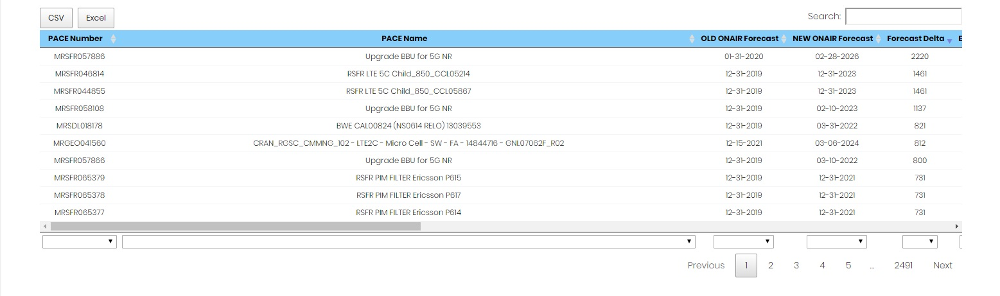 CSV Excel Search:
PACE Number PACE Name OLD ONAIR Forecast NEW ONAIR Forecast Forecast Delta E
MRSFR057886 Upgrade BBU for 5G NR 01-31-2020 02-28-2026 2220
MRSFR046814 RSFR LTE 5C Child_850_CCL05214 12-31-2019 12-31-2023 1461
MRSFR044855 RSFR LTE 5C Child_850_CCL05867 12-31-2019 12-31-2023 1461
MRSFR058108 Upgrade BBU for 5G NR 12-31-2019 02-10-2023 1137
MRSDL018178 BWE CAL00824 (NS0614 RELO) 13039553 12-31-2019 03-31-2022 821
MRGEO041560 CRAN_RGSC_CMMNG_102 - LTE2C - Micro Cell - SW - FA - 14844716 - GNL07062F_R02 12-15-2021 03-06-2024 812
MRSFR057866 Upgrade BBU for 5G NR 12-31-2019 03-10-2022 800
MRSFR065379 RSFR PIM FILTER Ericsson P615 12-31-2019 12-31-2021 731
MRSFR065378 RSFR PIM FILTER Ericsson P617 12-31-2019 12-31-2021 731
MRSFR065377 RSFR PIM FILTER Ericsson P614 12-31-2019 12-31-2021 731
Previous 1 2 3 4 5 ... 2491 Next